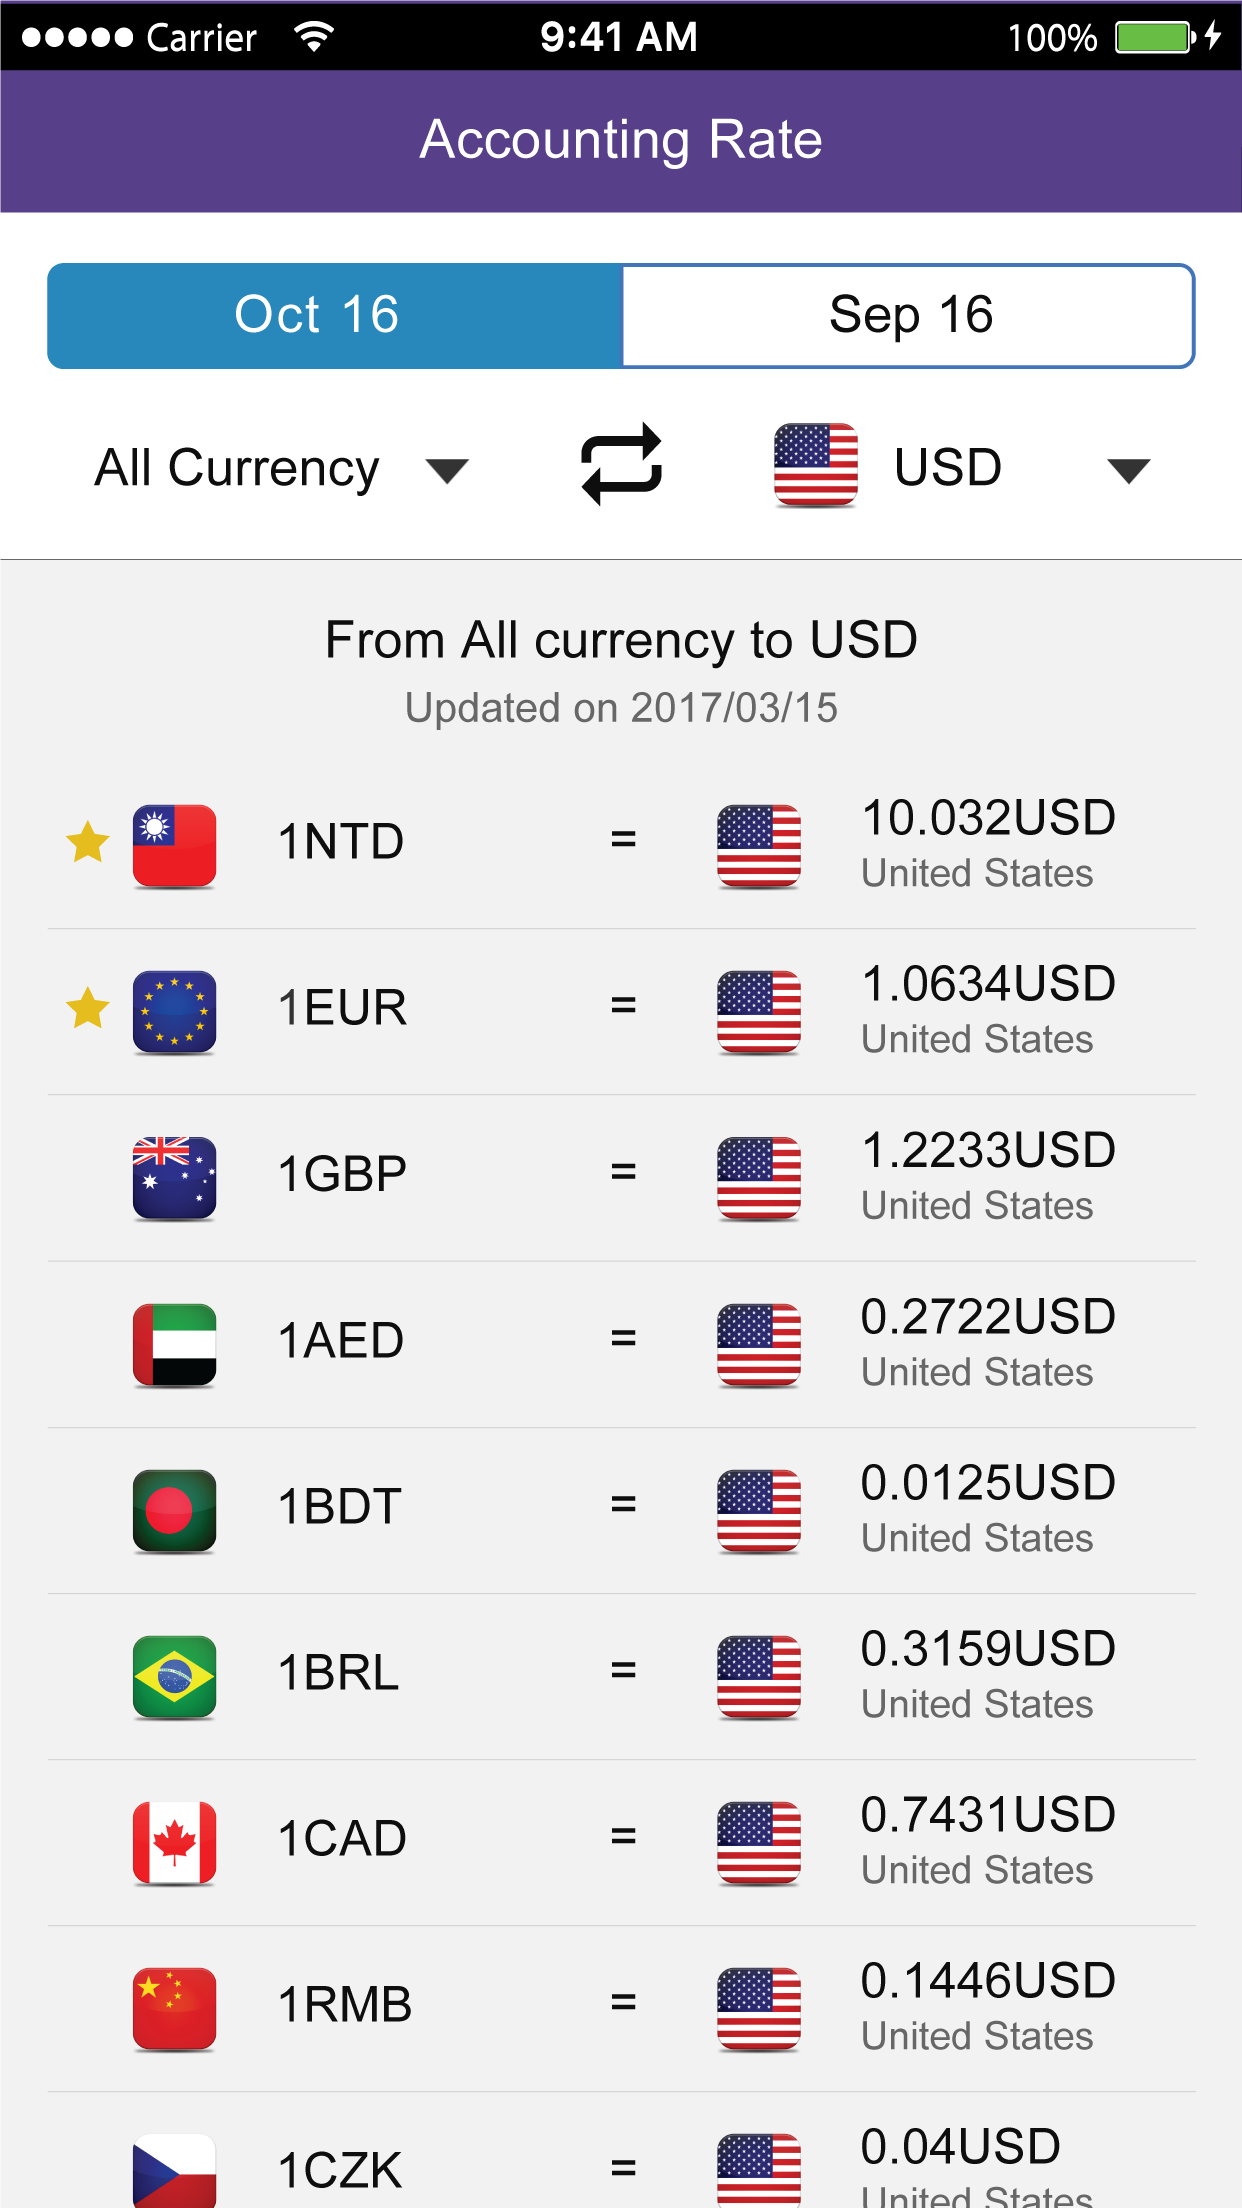 Carrier 9:41 AM 100%
Accounting Rate
Oct 16 Sep 16
All Currency USD
From All currency to USD
Updated on 2017/03/15
1NTD = 10.032USD
United States
1EUR = 1.0634USD
United States
1GBP = 1.2233USD
United States
1AED = 0.2722USD
United States
1BDT = 0.0125USD
United States
1BRL = 0.3159USD
United States
1CAD = 0.7431USD
United States
1RMB = 0.1446USD
United States
1CZK = 0.04USD
United States